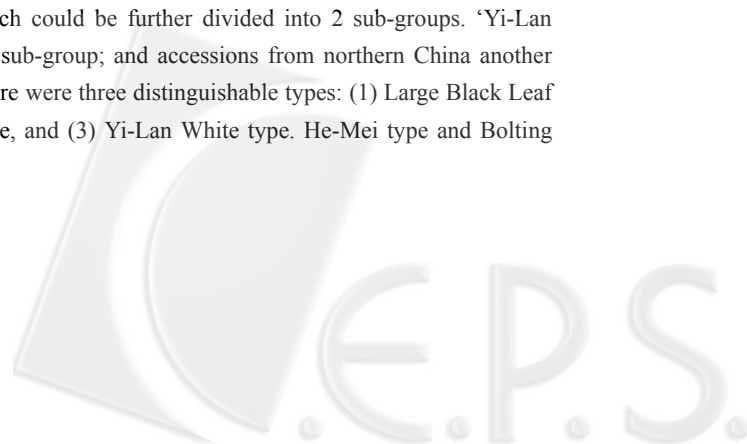 ch could be further divided into 2 sub-groups. ‘Yi-Lan
sub-group; and accessions from northern China another
re were three distinguishable types: (1) Large Black Leaf
e, and (3) Yi-Lan White type. He-Mei type and Bolting
C.E.P.S.